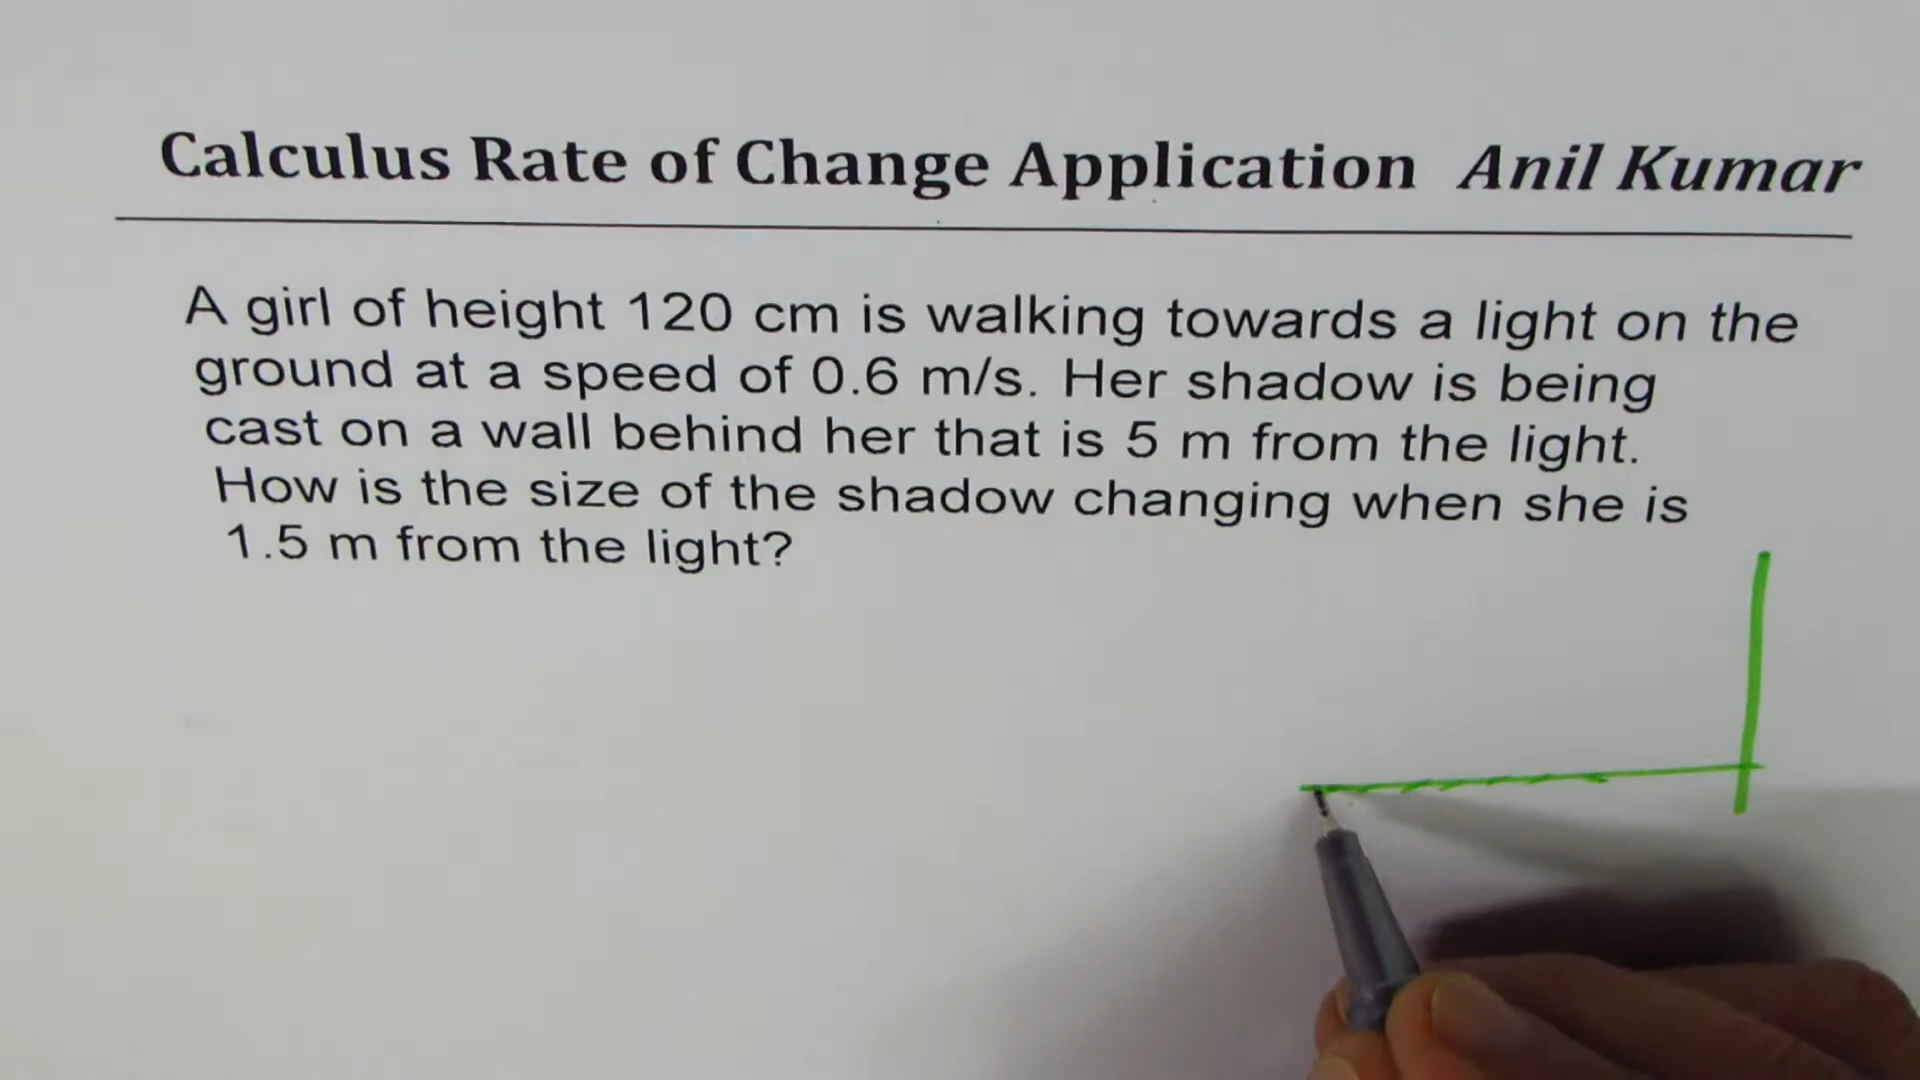 Calculus Rate of Change Application Anil Kumar
A girl of height 120 cm is walking towards a light on the
ground at a speed of 0.6 m/s. Her shadow is being
cast on a wall behind her that is 5 m from the light.
How is the size of the shadow changing when she is
1.5 m from the light?